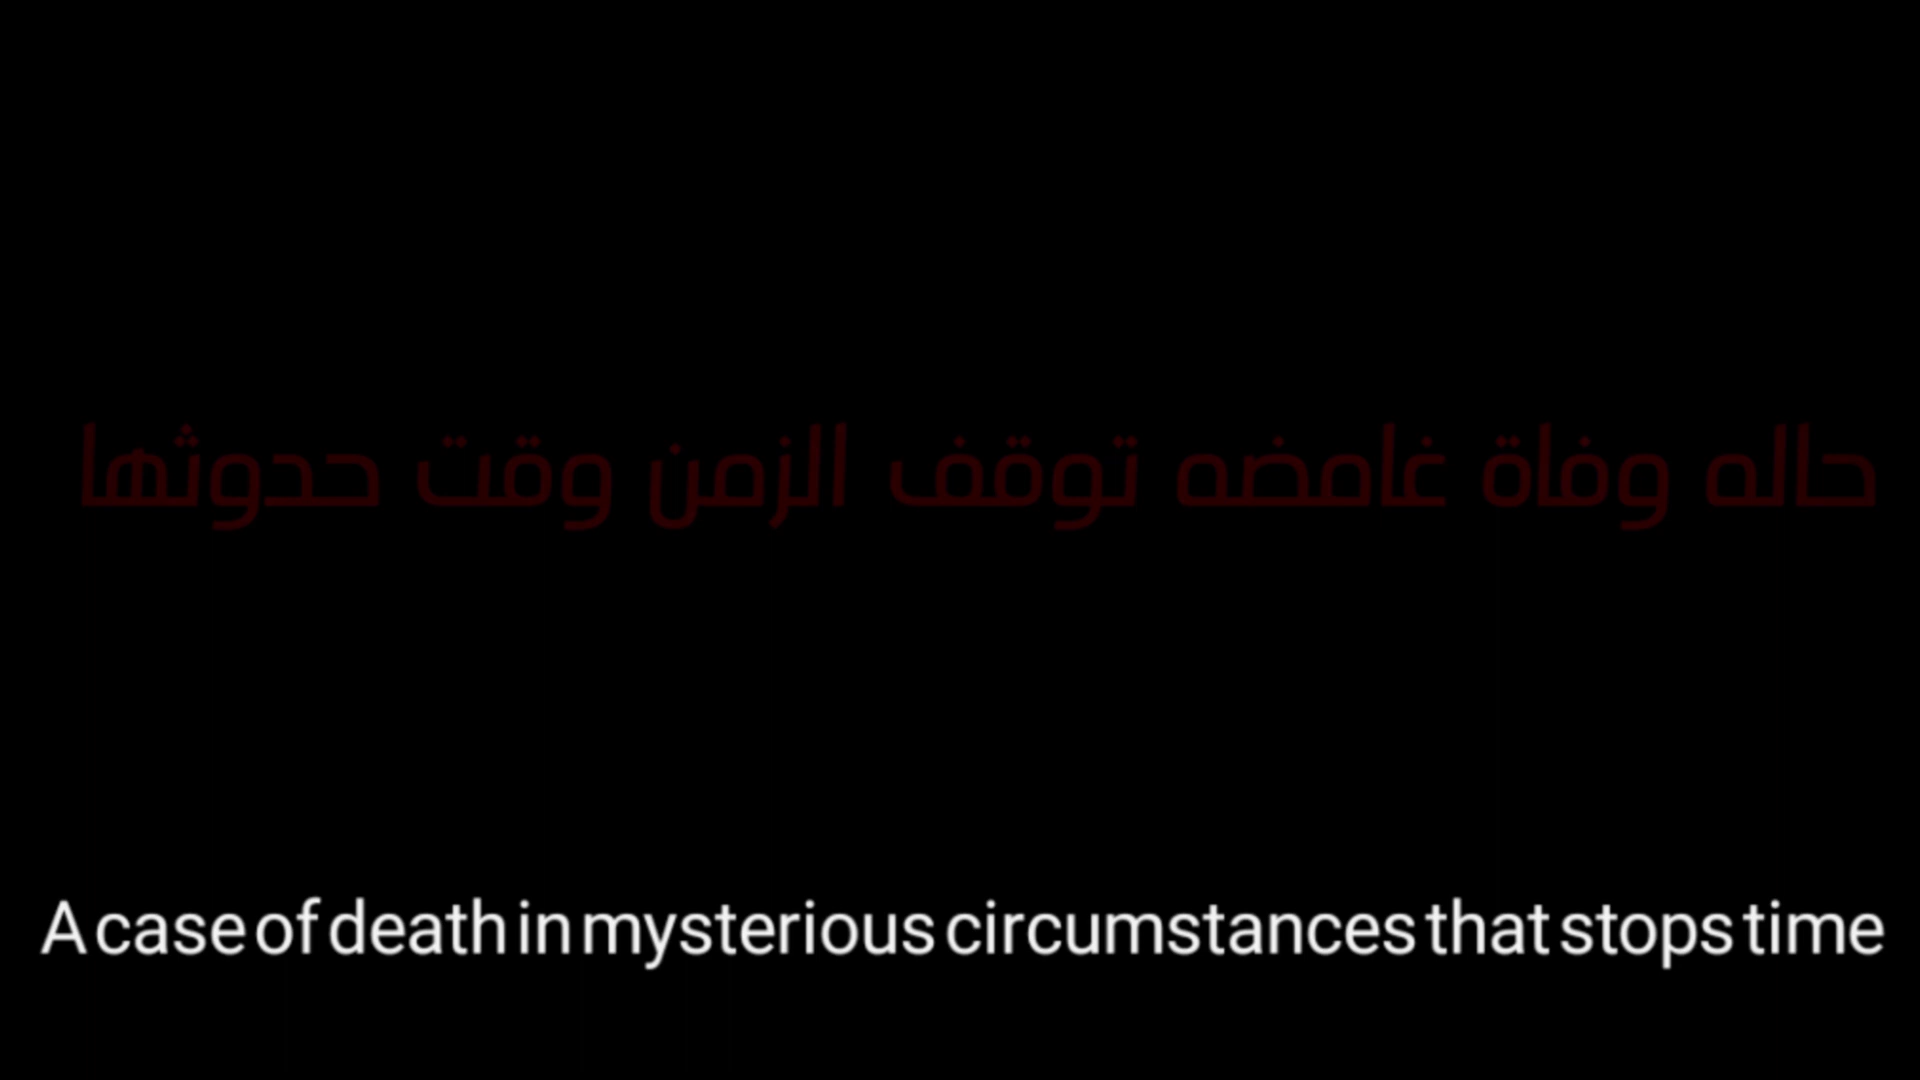 حاله وفاة غامضه توقف الزمن وقت حدوثها
A case of death in mysterious circumstances that stops time